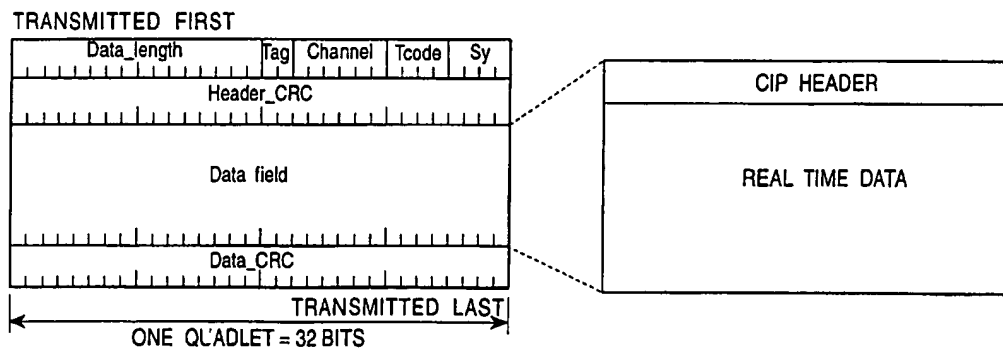 TRANSMITTED FIRST
Data_length Tag Channel Tcode Sy
Header_CRC
Data field
Data_CRC
TRANSMITTED LAST
ONE QUADLET = 32 BITS
CIP HEADER
REAL TIME DATA